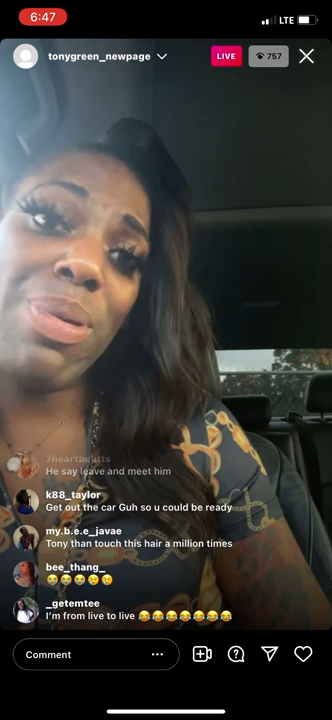 6:47
LTE
tonygreen_newpage
LIVE
757
7heartbeatts
He say leave and meet him
k88_taylor
Get out the car Guh so u could be ready
my.b.e.e_javae
Tony than touch this hair a million times
bee_thang_
😭😭😭😢😢
_getemtee
I'm from live to live 😂😂😂😂😂😂😂
Comment